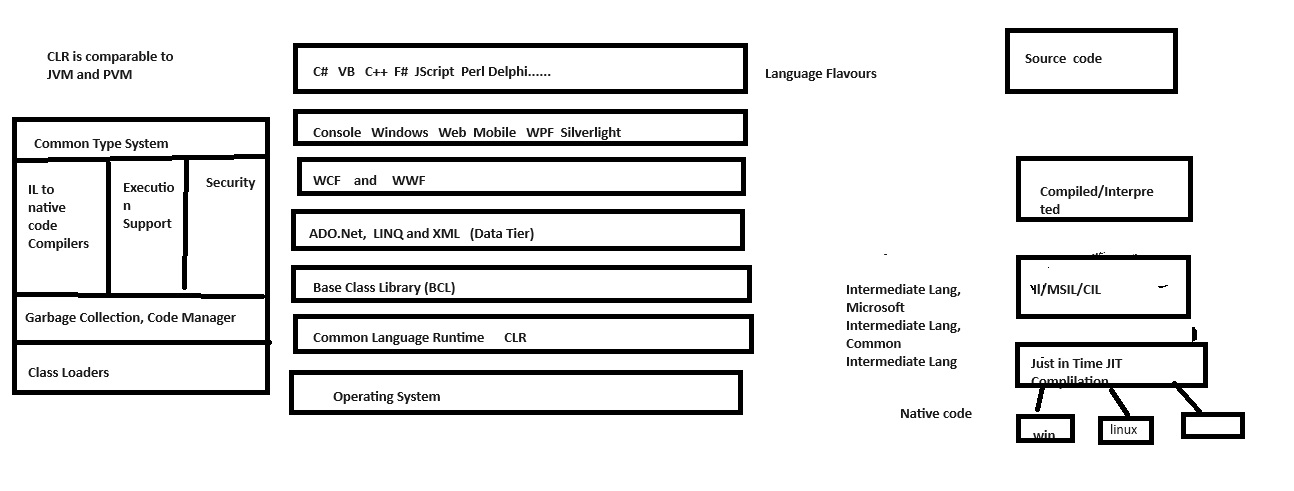 CLR is comparable to
JVM and PVM
Common Type System
IL to
native
code
Compilers
Executio
n
Support
Security
Garbage Collection, Code Manager
Class Loaders
C#   VB   C++  F#  JScript  Perl Delphi......
Language Flavours
Console   Windows   Web  Mobile   WPF  Silverlight
WCF    and    WWF
ADO.Net,  LINQ and XML   (Data Tier)
Base Class Library (BCL)
Common Language Runtime      CLR
Operating System
Source  code
Compiled/Interpre
ted
Il/MSIL/CIL
Intermediate Lang,
Microsoft
Intermediate Lang,
Common
Intermediate Lang
Just in Time JIT
Complilation
Native code
win
linux